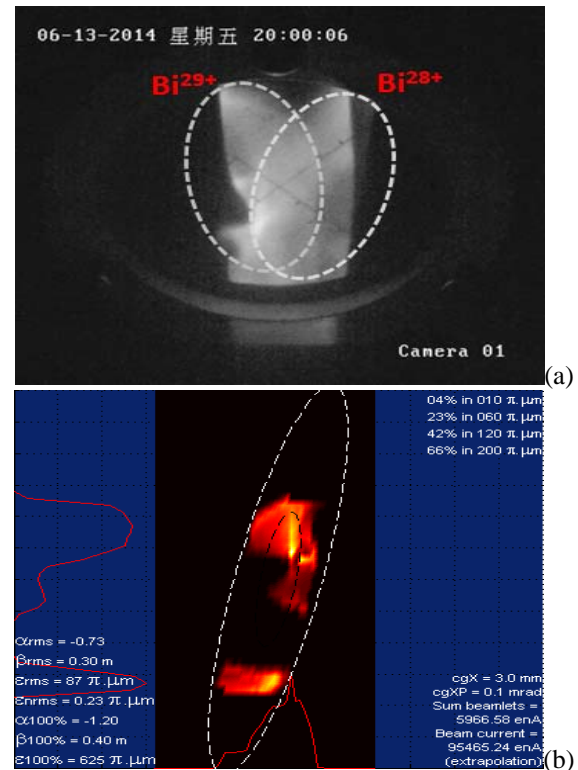 06-13-2014 星期五 20:00:06
Bi29+
Bi28+
Camera 01
(a)
04% in 010 π.μm
23% in 060 π.μm
42% in 120 π.μm
66% in 200 π.μm
αrms = -0.73
βrms = 0.30 m
εrms = 87 π.μm
εnrms = 0.23 π.μm
α100% = -1.20
β100% = 0.40 m
ε100% = 625 π.μm
cgX = 3.0 mm
cgXP = 0.1 mrad
Sum beamlets =
5966.58 enA
Beam current =
95465.24 enA
(extrapolation)
(b)